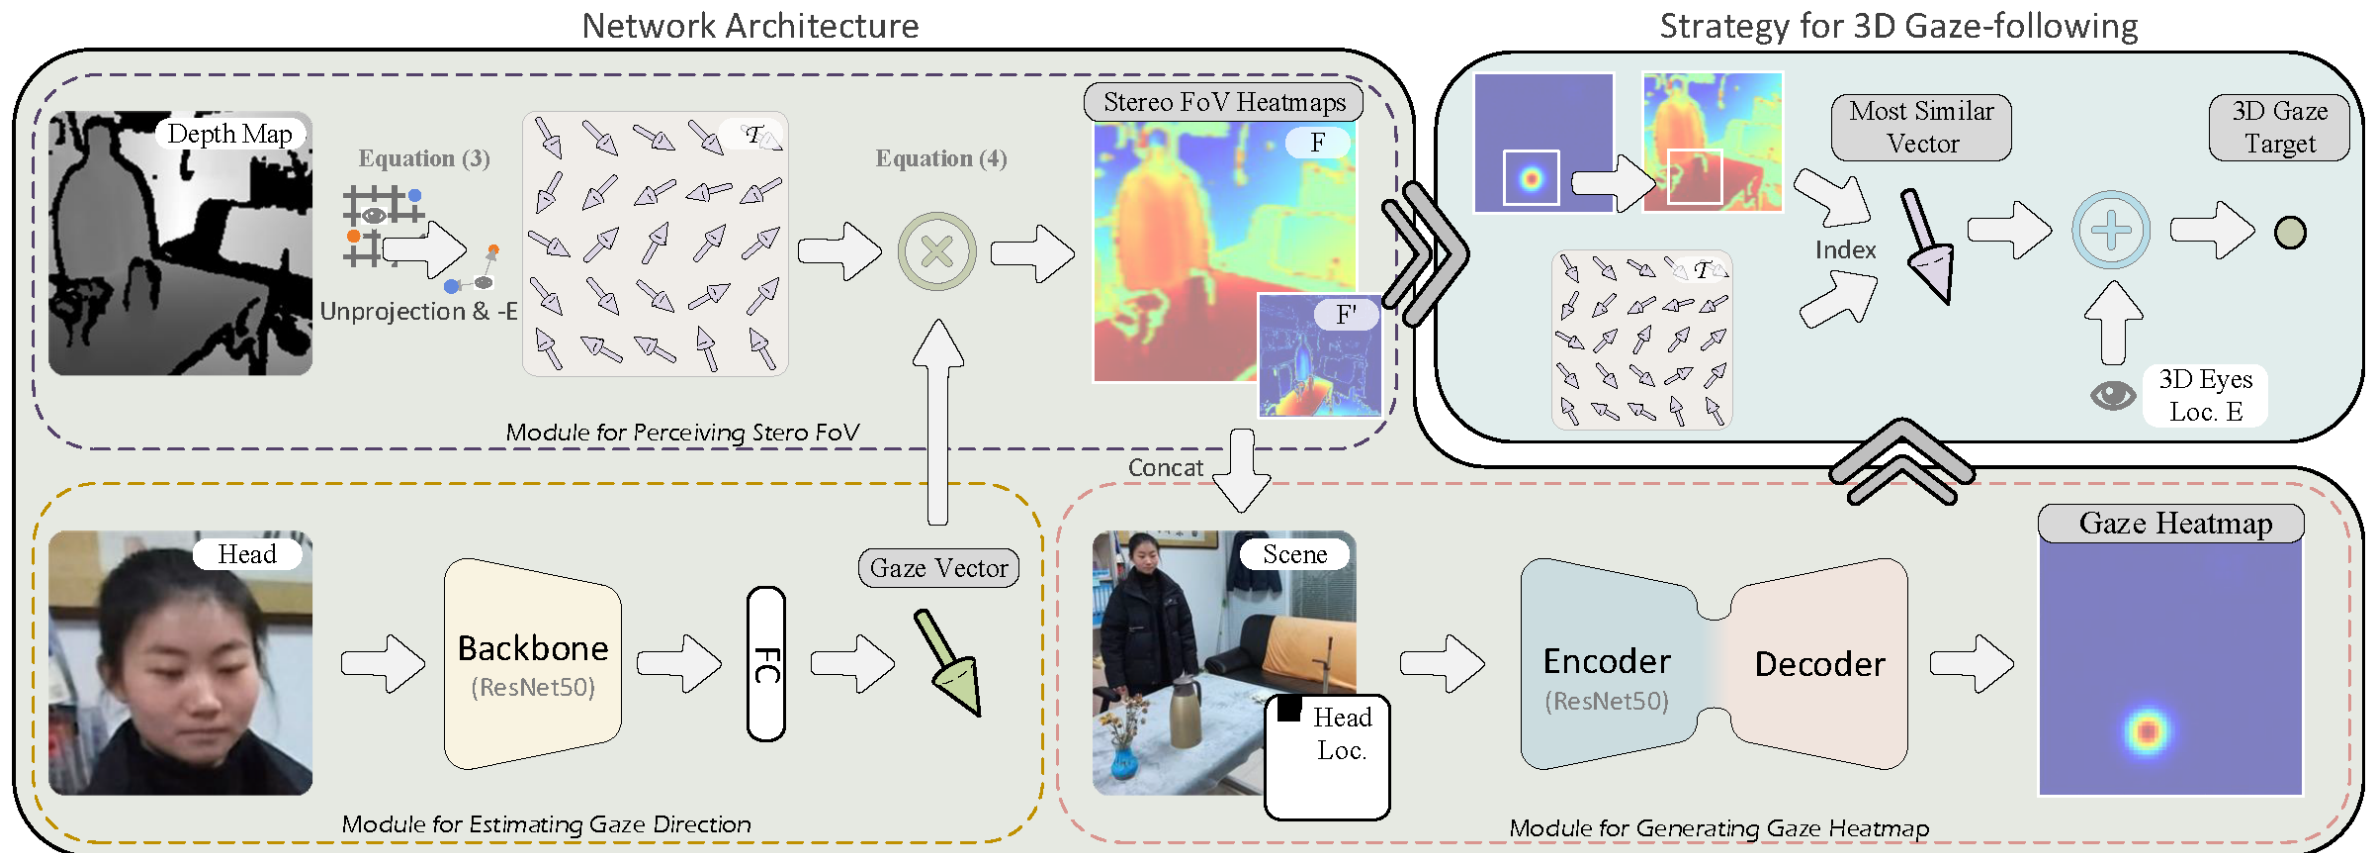 Network Architecture
Strategy for 3D Gaze-following
Depth Map
Equation (3)
Unprojection & -E
𝒯
Equation (4)
Stereo FoV Heatmaps
F
F'
Module for Perceiving Stero FoV
Most Similar
Vector
3D Gaze
Target
Index
𝒯
3D Eyes
Loc. E
Concat
Head
Backbone
(ResNet50)
FC
Gaze Vector
Module for Estimating Gaze Direction
Scene
Head
Loc.
Encoder
(ResNet50)
Decoder
Gaze Heatmap
Module for Generating Gaze Heatmap